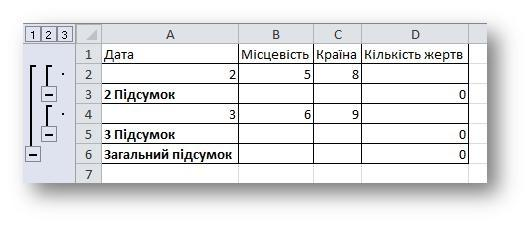 1 2 3 A B C D
1 Дата Місцевість Країна Кількість жертв
2 2 5 8
3 2 Підсумок 0
4 3 6 9
5 3 Підсумок 0
6 Загальний підсумок 0
7